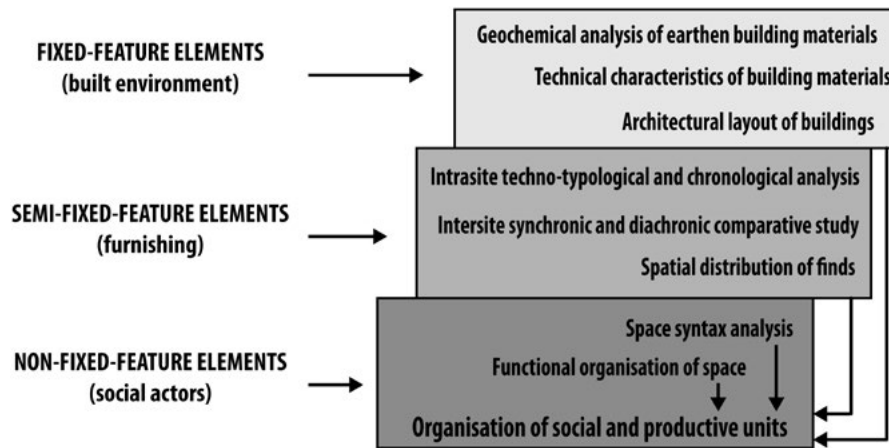 FIXED-FEATURE ELEMENTS
(built environment)
Geochemical analysis of earthen building materials
Technical characteristics of building materials
Architectural layout of buildings
SEMI-FIXED-FEATURE ELEMENTS
(furnishing)
Intrasite techno-typological and chronological analysis
Intersite synchronic and diachronic comparative study
Spatial distribution of finds
NON-FIXED-FEATURE ELEMENTS
(social actors)
Space syntax analysis
Functional organisation of space
Organisation of social and productive units